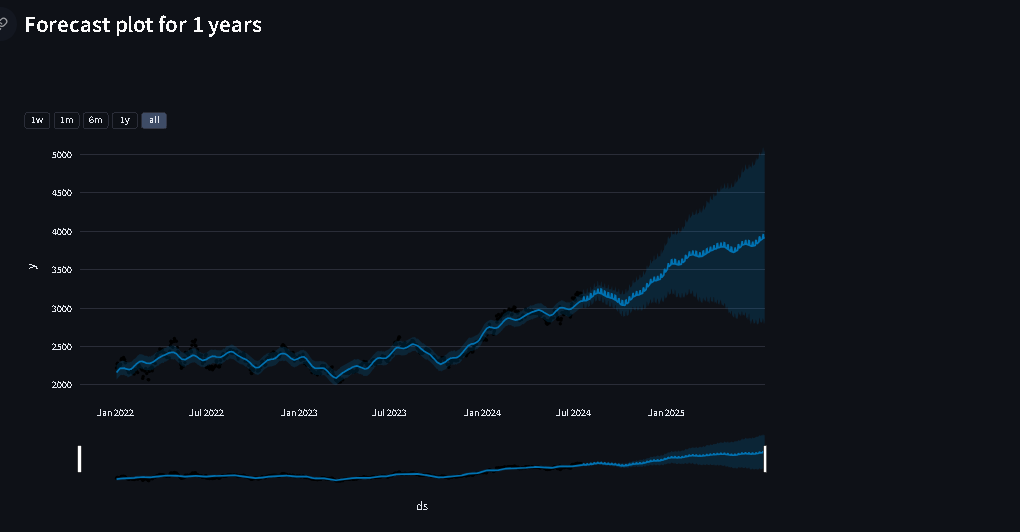 Forecast plot for 1 years
1w 1m 6m 1y all
5000
4500
4000
3500
3000
2500
2000
y
Jan 2022 Jul 2022 Jan 2023 Jul 2023 Jan 2024 Jul 2024 Jan 2025
ds